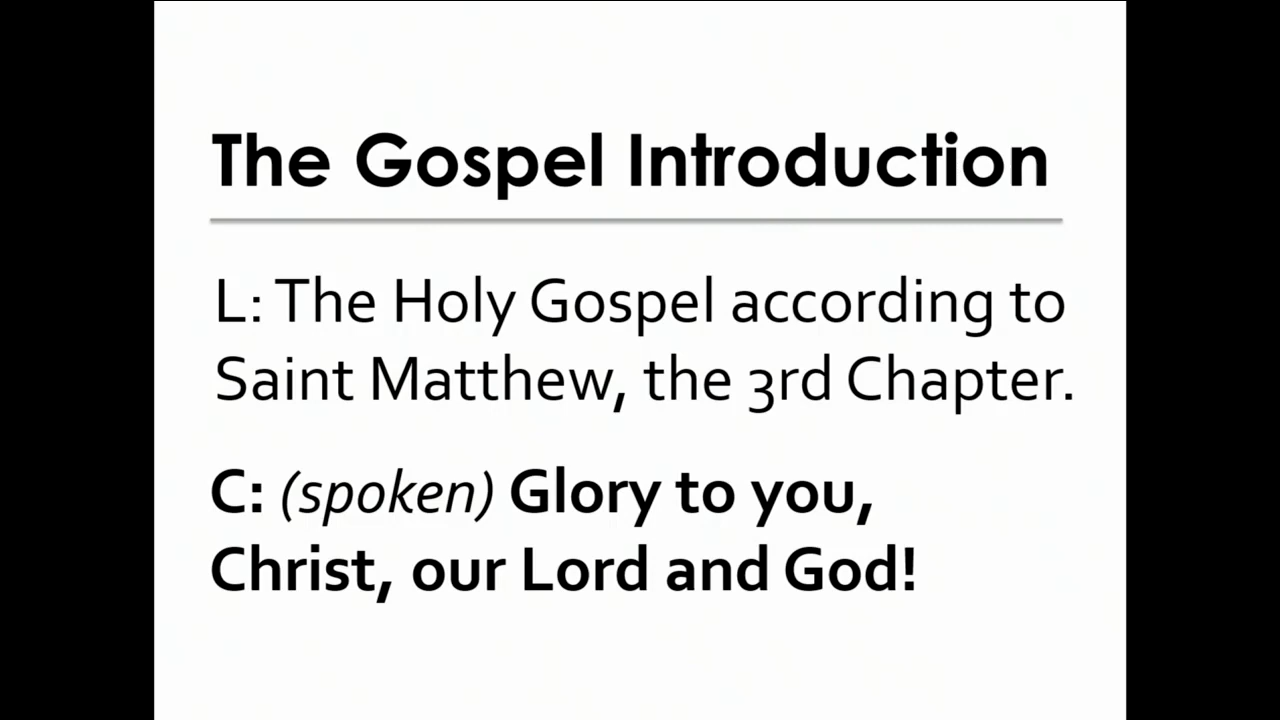 The Gospel Introduction
L: The Holy Gospel according to
Saint Matthew, the 3rd Chapter.
C: (spoken) Glory to you,
Christ, our Lord and God!